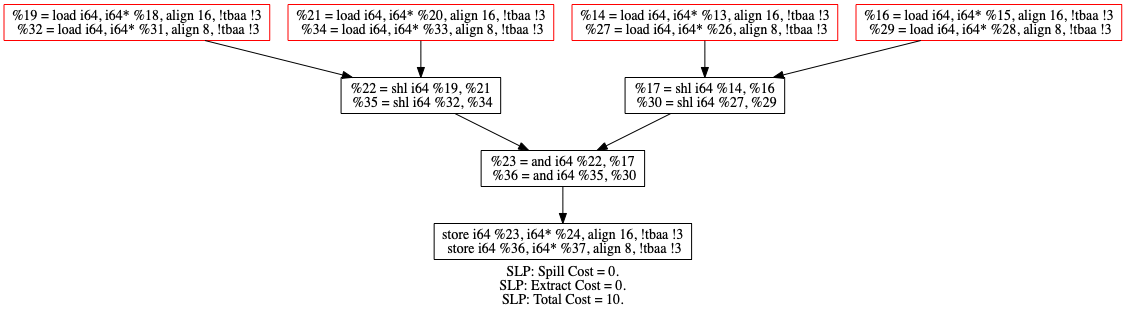 %19 = load i64, i64* %18, align 16, !tbaa !3
%32 = load i64, i64* %31, align 8, !tbaa !3
%21 = load i64, i64* %20, align 16, !tbaa !3
%34 = load i64, i64* %33, align 8, !tbaa !3
%14 = load i64, i64* %13, align 16, !tbaa !3
%27 = load i64, i64* %26, align 8, !tbaa !3
%16 = load i64, i64* %15, align 16, !tbaa !3
%29 = load i64, i64* %28, align 8, !tbaa !3
%22 = shl i64 %19, %21
%35 = shl i64 %32, %34
%17 = shl i64 %14, %16
%30 = shl i64 %27, %29
%23 = and i64 %22, %17
%36 = and i64 %35, %30
store i64 %23, i64* %24, align 16, !tbaa !3
store i64 %36, i64* %37, align 8, !tbaa !3
SLP: Spill Cost = 0.
SLP: Extract Cost = 0.
SLP: Total Cost = 10.